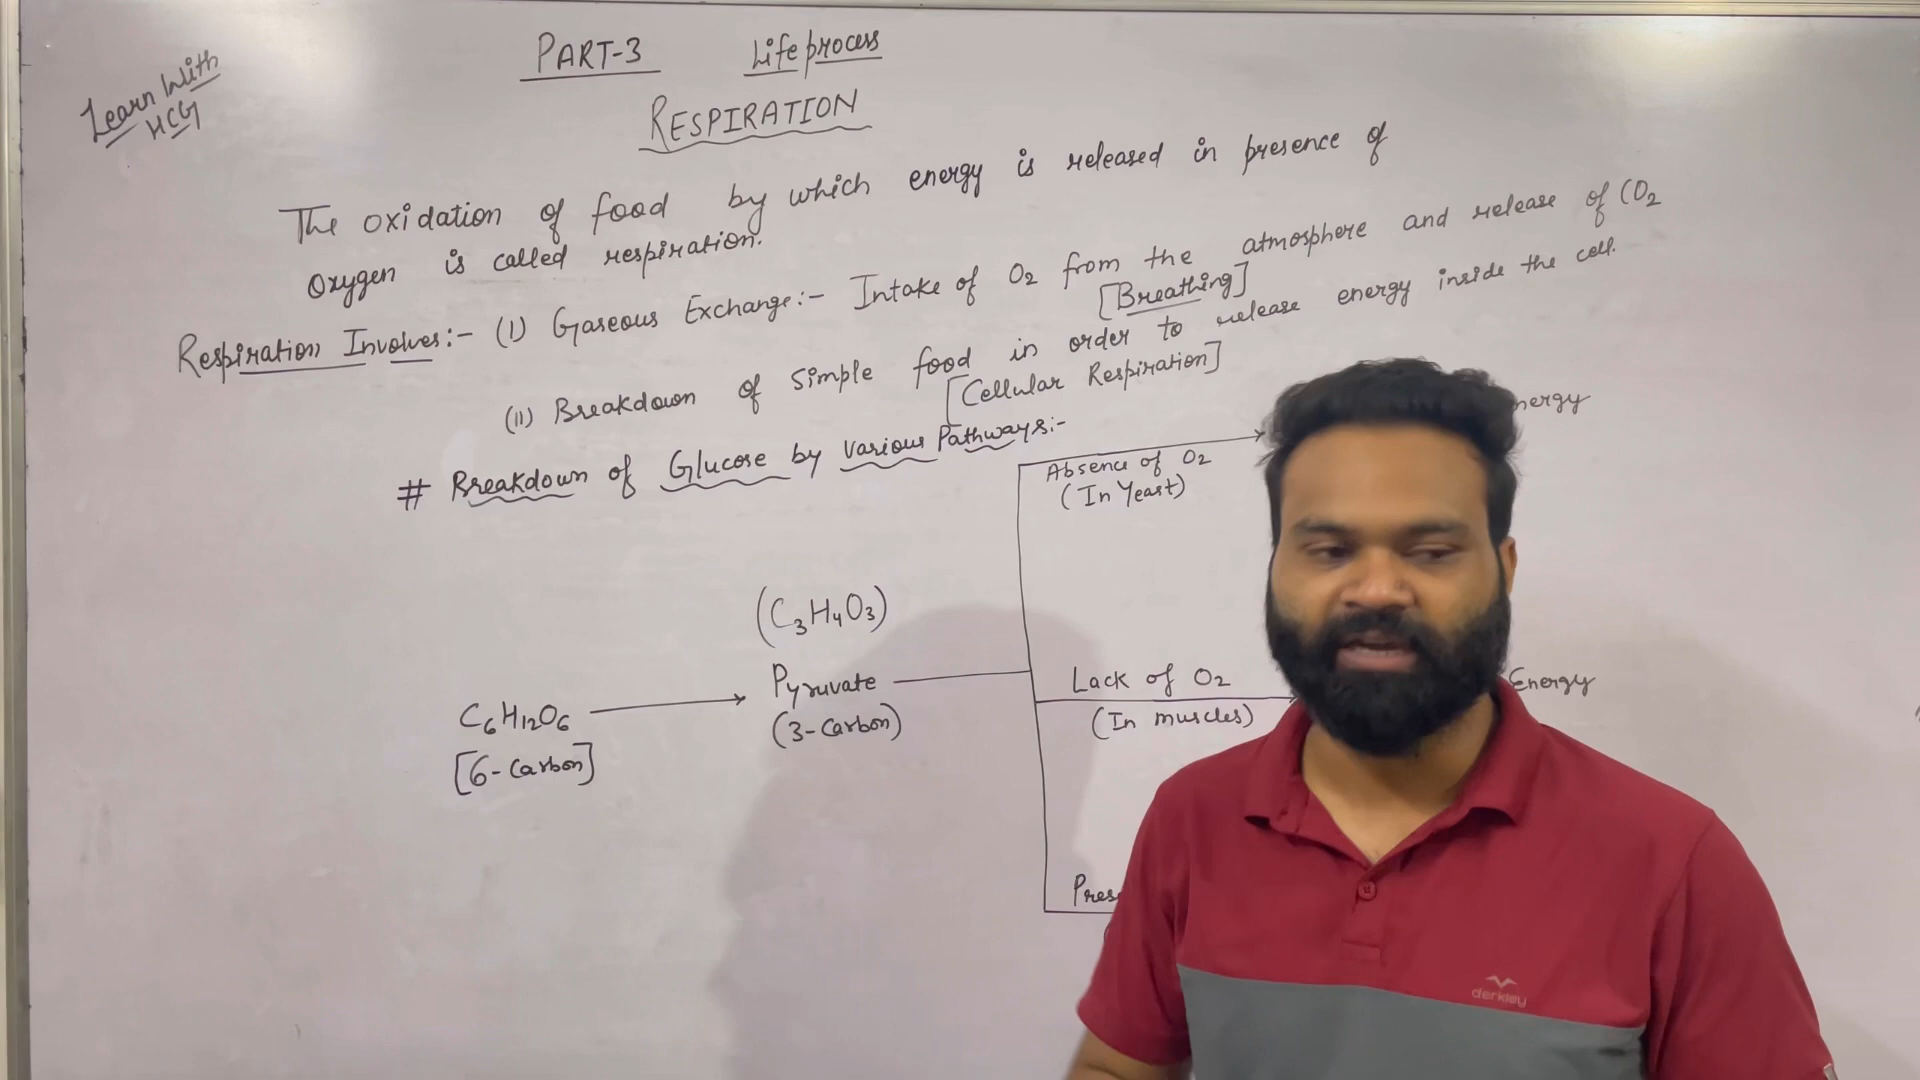 Learn With
HCG
PART-3 Life process
RESPIRATION
The oxidation of food by which energy is released in presence of
Oxygen is called respiration.
Respiration Involves:- (I) Gaseous Exchange:- Intake of O2 from the atmosphere and release of CO2
[Breathing]
(II) Breakdown of Simple food in order to release energy inside the cell.
[Cellular Respiration]
# Breakdown of Glucose by various Pathways:-
Absence of O2
(In Yeast)
nergy
(C3H4O3)
Pyruvate
(3-Carbon)
C6H12O6
[6-Carbon]
Lack of O2
(In muscles)
Energy
Pres
derkley